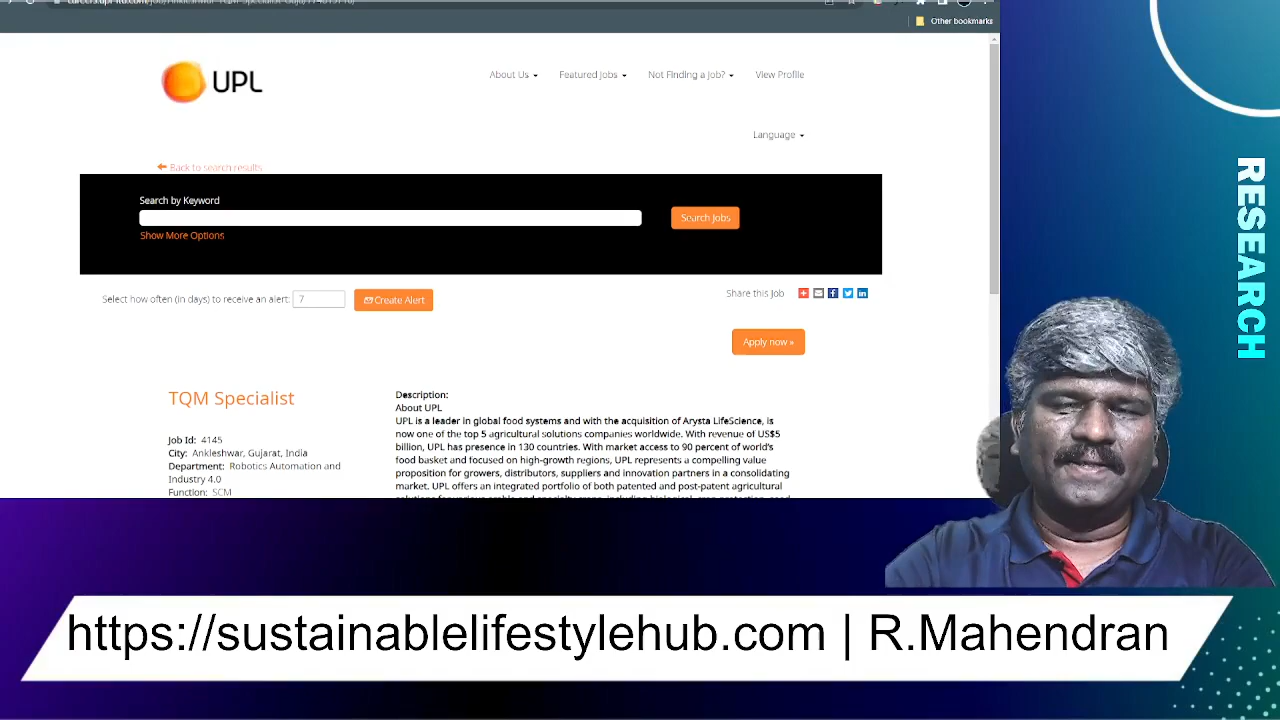 Other bookmarks
UPL
About Us
Featured Jobs
Not Finding a Job?
View Profile
Language
Back to search results
Search by Keyword
Search Jobs
Show More Options
Select how often (in days) to receive an alert: 7
Create Alert
Share this Job
Apply now »
TQM Specialist
Job Id: 4145
City: Ankleshwar, Gujarat, India
Department: Robotics Automation and
Industry 4.0
Function: SCM
Description:
About UPL
UPL is a leader in global food systems and with the acquisition of Arysta LifeScience, is
now one of the top 5 agricultural solutions companies worldwide. With revenue of US$5
billion, UPL has presence in 130 countries. With market access to 90 percent of world's
food basket and focused on high-growth regions, UPL represents a compelling value
proposition for growers, distributors, suppliers and innovation partners in a consolidating
market. UPL offers an integrated portfolio of both patented and post-patent agricultural
RESEARCH
https://sustainablelifestylehub.com | R.Mahendran